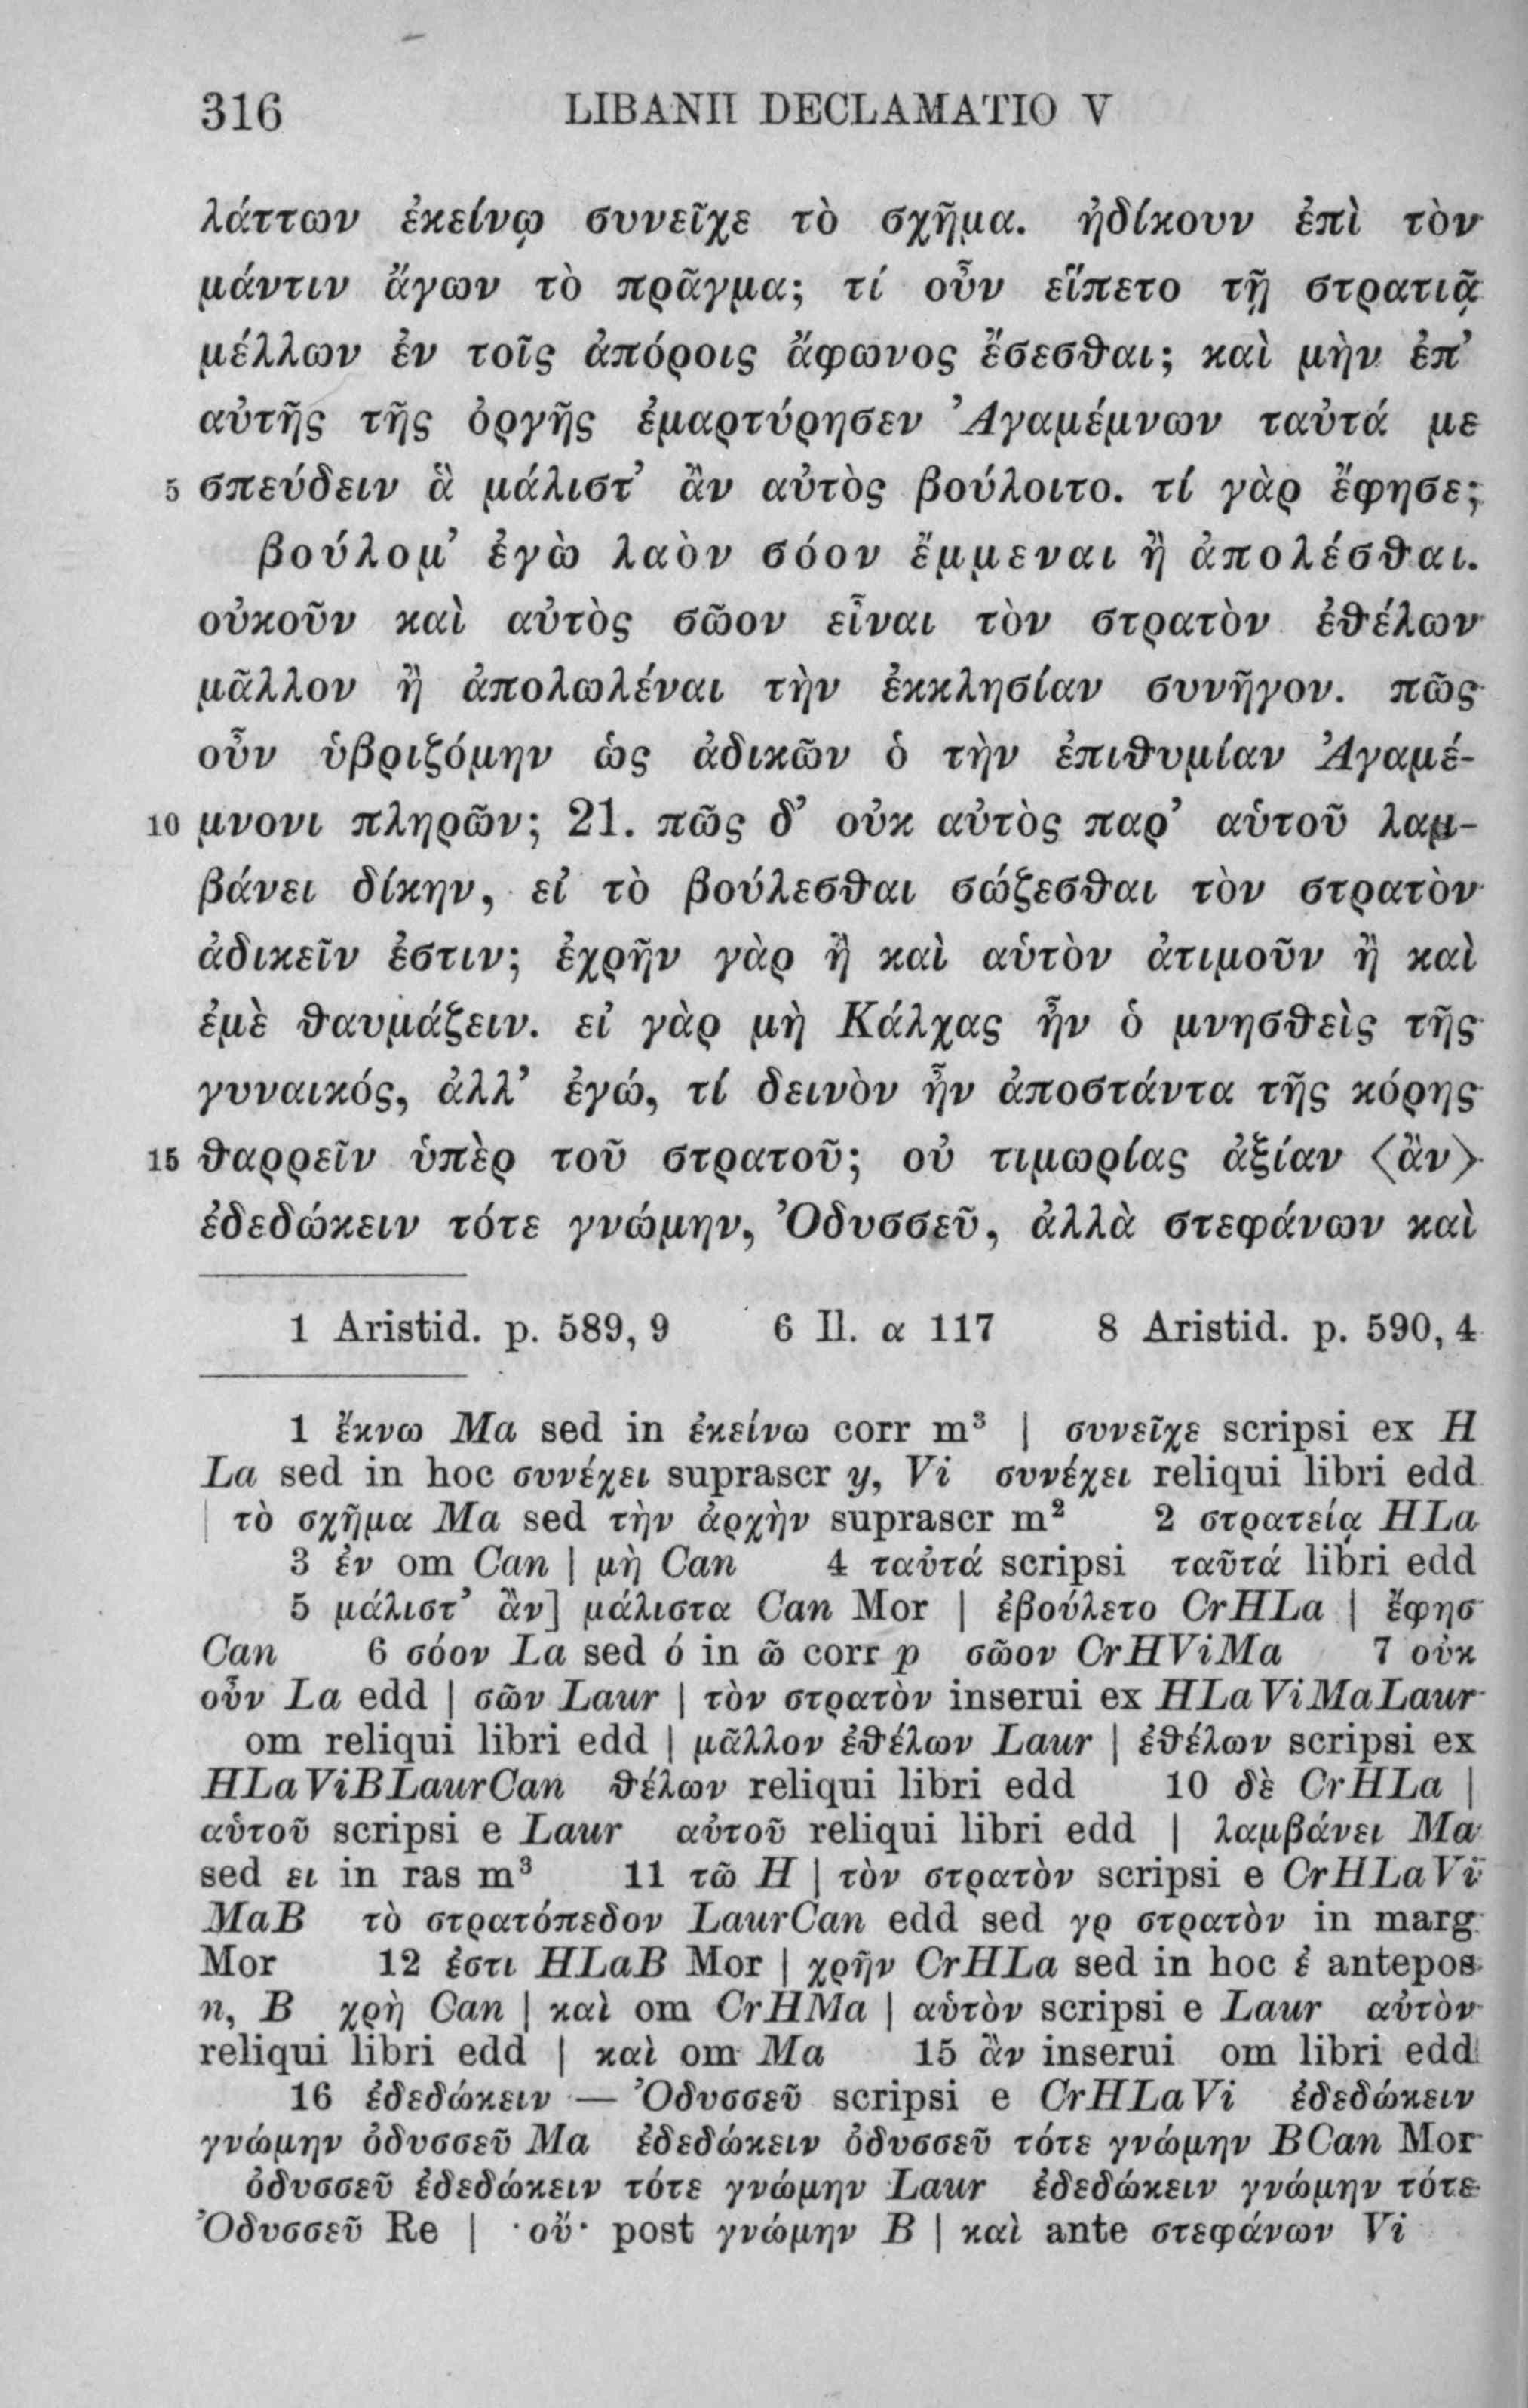 316 LIBANII DECLAMATIO V
λάττων ἐκείνῳ συνεῖχε τὸ σχῆμα. ἠδίκουν ἐπὶ τὸν
μάντιν ἄγων τὸ πρᾶγμα; τί οὖν εἵπετο τῇ στρατιᾷ
μέλλων ἐν τοῖς ἀπόροις ἄφωνος ἔσεσθαι; καὶ μὴν ἐπ’
αὐτῆς τῆς ὀργῆς ἐμαρτύρησεν Ἀγαμέμνων ταὐτά με
5 σπεύδειν ἃ μάλιστ’ ἂν αὐτὸς βούλοιτο. τί γὰρ ἔφησε;
βούλομ’ ἐγὼ λαὸν σόον ἔμμεναι ἢ ἀπολέσθαι.
οὐκοῦν καὶ αὐτὸς σῶον εἶναι τὸν στρατὸν ἐθέλων
μᾶλλον ἢ ἀπολωλέναι τὴν ἐκκλησίαν συνῆγον. πῶς
οὖν ὑβριζόμην ὡς ἀδικῶν ὁ τὴν ἐπιθυμίαν Ἀγαμέ-
10 μνονι πληρῶν; 21. πῶς δ’ οὐκ αὐτὸς παρ’ αὑτοῦ λαμ-
βάνει δίκην, εἰ τὸ βούλεσθαι σώζεσθαι τὸν στρατὸν
ἀδικεῖν ἐστιν; ἐχρῆν γὰρ ἢ καὶ αὑτὸν ἀτιμοῦν ἢ καὶ
ἐμὲ θαυμάζειν. εἰ γὰρ μὴ Κάλχας ἦν ὁ μνησθεὶς τῆς
γυναικός, ἀλλ’ ἐγώ, τί δεινὸν ἦν ἀποστάντα τῆς κόρης
15 θαρρεῖν ὑπὲρ τοῦ στρατοῦ; οὐ τιμωρίας ἀξίαν 〈ἂν〉
ἐδεδώκειν τότε γνώμην, Ὀδυσσεῦ, ἀλλὰ στεφάνων καὶ
1 Aristid. p. 589, 9 6 Il. α 117 8 Aristid. p. 590, 4
1 ἔκνω Ma sed in ἐκείνω corr m³ | συνεῖχε scripsi ex H
La sed in hoc συνέχει suprascr y, Vi συνέχει reliqui libri edd
| τὸ σχῆμα Ma sed τὴν ἀρχὴν suprascr m² 2 στρατείᾳ HLa
3 ἐν om Can | μὴ Can 4 ταὐτά scripsi ταῦτά libri edd
5 μάλιστ’ ἂν] μάλιστα Can Mor | ἐβούλετο CrHLa | ἔφησ
Can 6 σόον La sed ό in ῶ corr p σῶον CrHViMa 7 οὐκ
οὖν La edd | σῶν Laur | τὸν στρατὸν inserui ex HLaViMaLaur
om reliqui libri edd | μᾶλλον ἐθέλων Laur | ἐθέλων scripsi ex
HLaViBLaurCan θέλων reliqui libri edd 10 δὲ CrHLa |
αὑτοῦ scripsi e Laur αὐτοῦ reliqui libri edd | λαμβάνει Ma
sed ει in ras m³ 11 τῶ H | τὸν στρατὸν scripsi e CrHLaVi
MaB τὸ στρατόπεδον LaurCan edd sed γρ στρατὸν in marg
Mor 12 ἐστι HLaB Mor | χρῆν CrHLa sed in hoc ἐ antepos
n, B χρὴ Can | καὶ om CrHMa | αὑτὸν scripsi e Laur αὐτὸν
reliqui libri edd | καὶ om Ma 15 ἂν inserui om libri edd
16 ἐδεδώκειν — Ὀδυσσεῦ scripsi e CrHLaVi ἐδεδώκειν
γνώμην ὀδυσσεῦ Ma ἐδεδώκειν ὀδυσσεῦ τότε γνώμην BCan Mor
ὀδυσσεῦ ἐδεδώκειν τότε γνώμην Laur ἐδεδώκειν γνώμην τότε
Ὀδυσσεῦ Re | ·οὔ· post γνώμην B | καὶ ante στεφάνων Vi